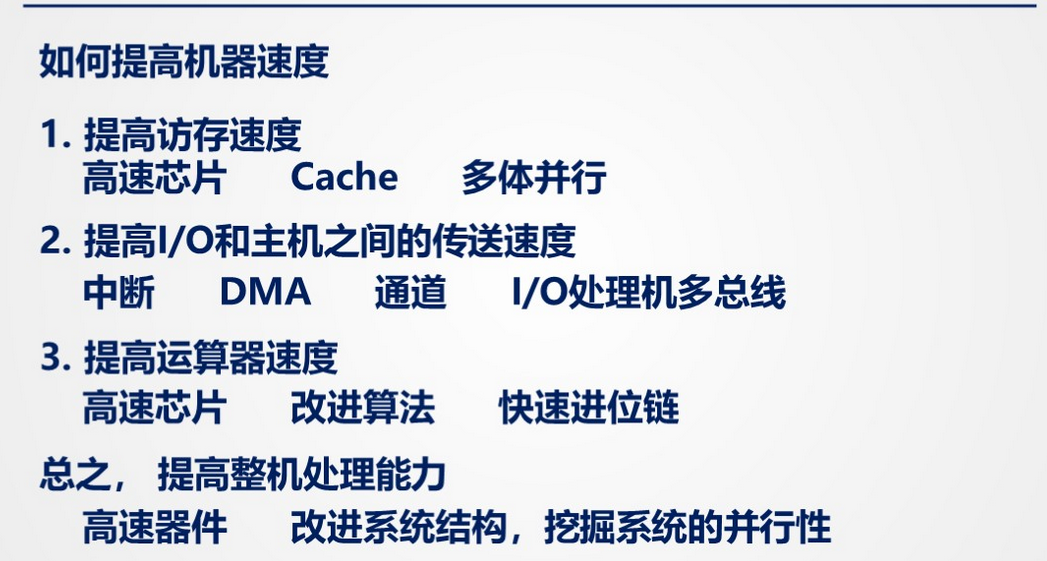 如何提高机器速度
1. 提高访存速度
高速芯片 Cache 多体并行
2. 提高I/O和主机之间的传送速度
中断 DMA 通道 I/O处理机多总线
3. 提高运算器速度
高速芯片 改进算法 快速进位链
总之, 提高整机处理能力
高速器件 改进系统结构，挖掘系统的并行性